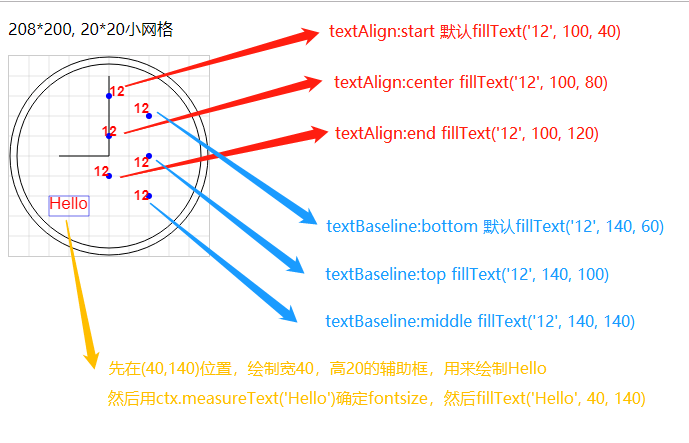 208*200, 20*20小网格
textAlign:start 默认fillText('12', 100, 40)
textAlign:center fillText('12', 100, 80)
textAlign:end fillText('12', 100, 120)
12
12
12
12
12
12
Hello
textBaseline:bottom 默认fillText('12', 140, 60)
textBaseline:top fillText('12', 140, 100)
textBaseline:middle fillText('12', 140, 140)
先在(40,140)位置，绘制宽40，高20的辅助框，用来绘制Hello
然后用ctx.measureText('Hello')确定fontsize，然后fillText('Hello', 40, 140)